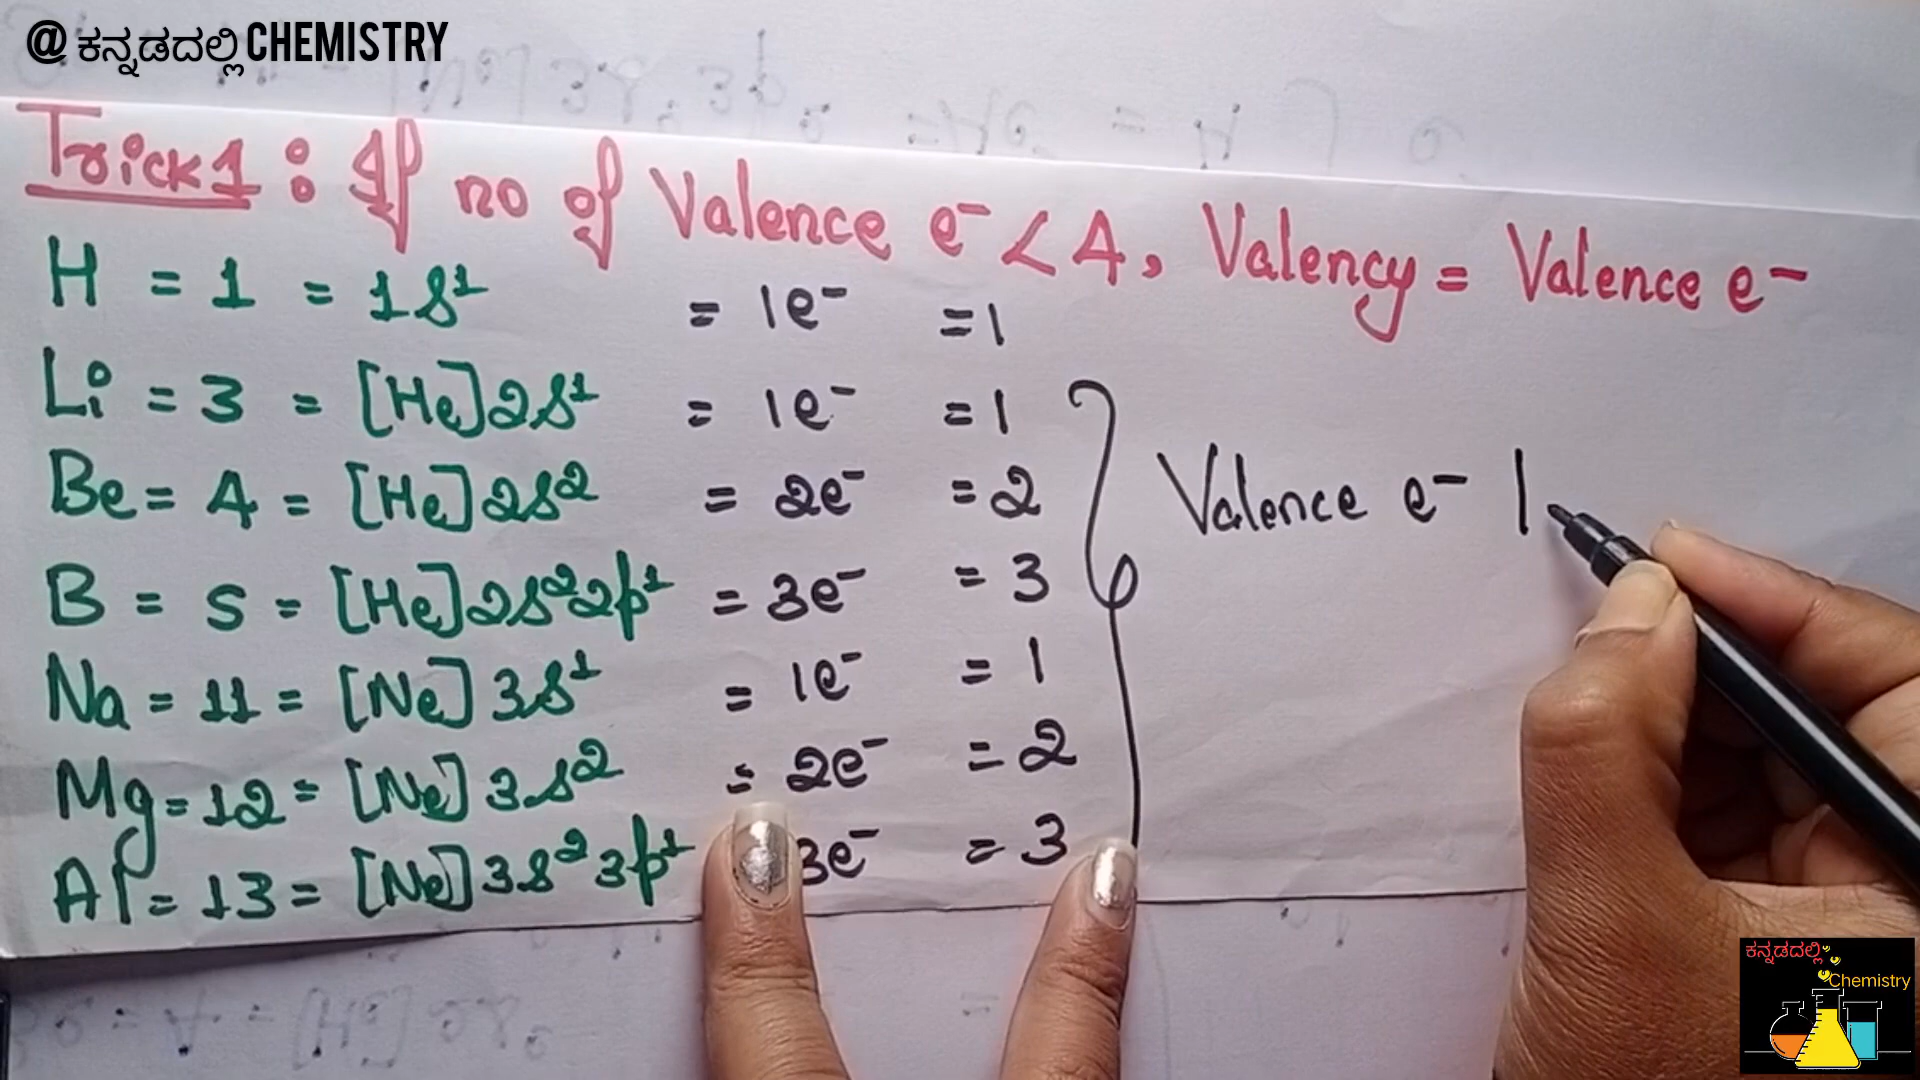 @ ಕನ್ನಡದಲ್ಲಿ CHEMISTRY
Trick1 : If no of Valence e⁻ < 4, Valency = Valence e⁻
H = 1 = 1s¹ = 1e⁻ = 1
Li = 3 = [He]2s¹ = 1e⁻ = 1
Be = 4 = [He]2s² = 2e⁻ = 2
Valence e⁻ |
B = 5 = [He]2s²2p¹ = 3e⁻ = 3
Na = 11 = [Ne]3s¹ = 1e⁻ = 1
Mg = 12 = [Ne]3s² = 2e⁻ = 2
Al = 13 = [Ne]3s²3p¹ 3e⁻ = 3
ಕನ್ನಡದಲ್ಲಿ
Chemistry